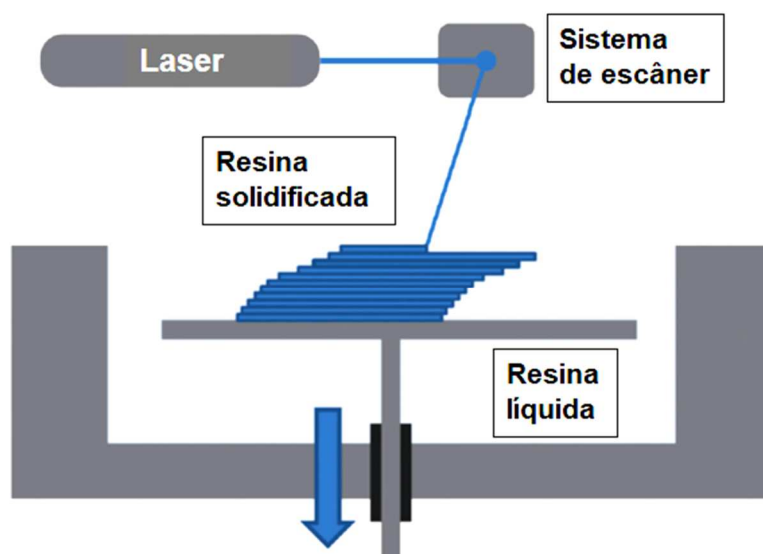 Laser
Sistema
de escâner
Resina
solidificada
Resina
líquida